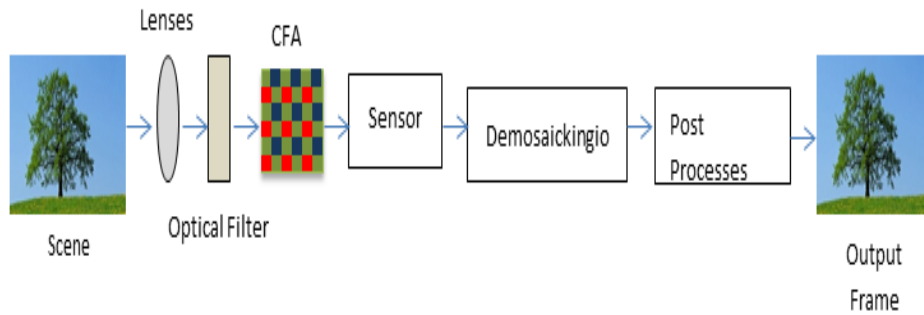 Lenses
CFA
Sensor
Demosaickingio
Post
Processes
Optical Filter
Scene
Output
Frame